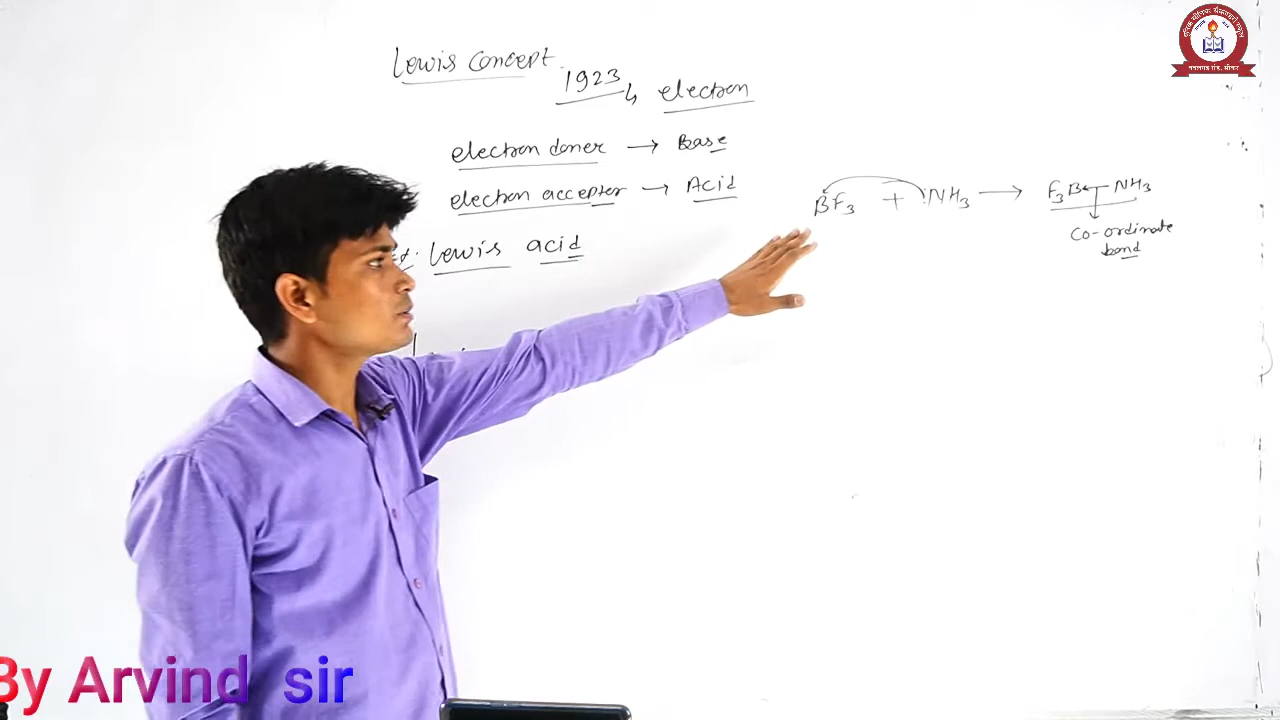 Lewis concept
1923 ↳ electron
electron doner → Base
electron accepter → Acid
Lewis acid
BF₃ + :NH₃ → F₃B ← NH₃
Co-ordinate
bond
By Arvind sir